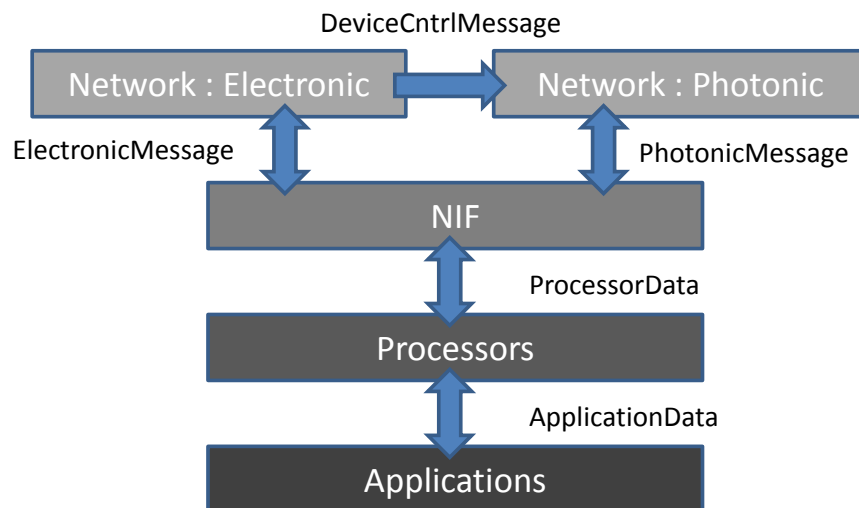 DeviceCntrlMessage
Network : Electronic
Network : Photonic
ElectronicMessage
PhotonicMessage
NIF
ProcessorData
Processors
ApplicationData
Applications